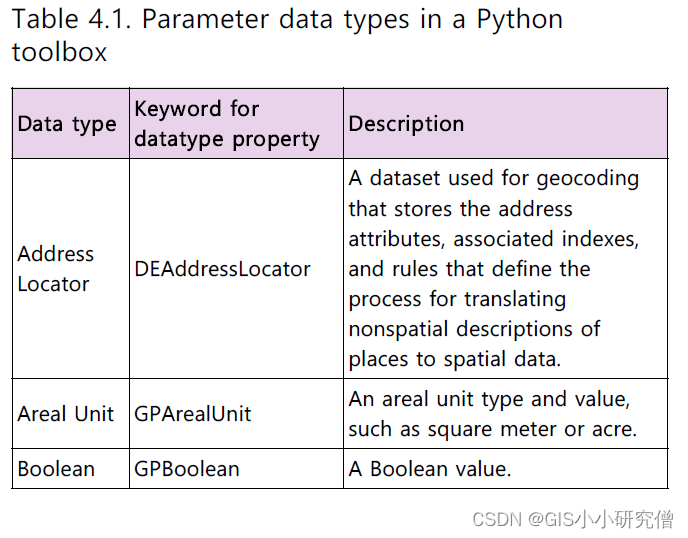 Table 4.1. Parameter data types in a Python
toolbox
Data type
Keyword for
datatype property
Description
Address
Locator
DEAddressLocator
A dataset used for geocoding
that stores the address
attributes, associated indexes,
and rules that define the
process for translating
nonspatial descriptions of
places to spatial data.
Areal Unit
GPArealUnit
An areal unit type and value,
such as square meter or acre.
Boolean
GPBoolean
A Boolean value.
CSDN @GIS小小研究僧